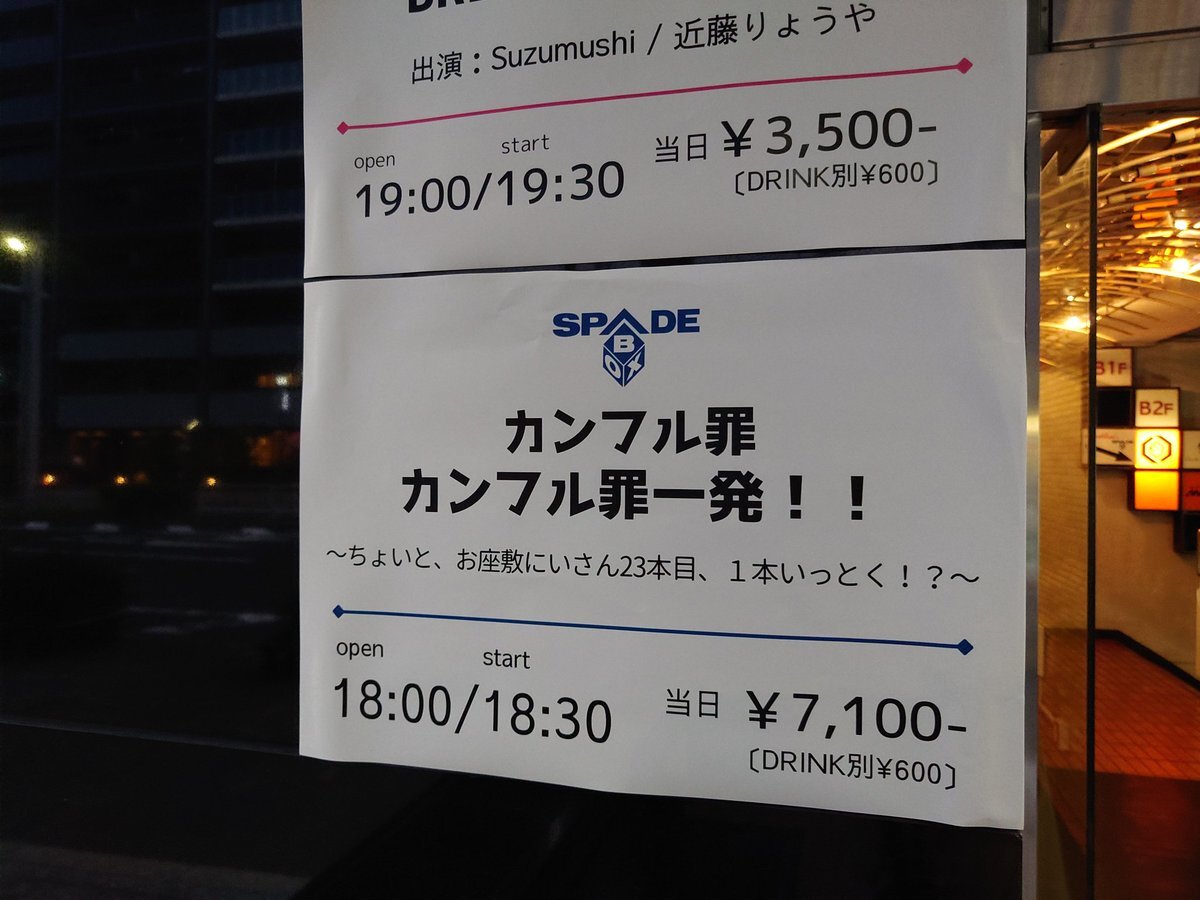 出演：Suzumushi / 近藤りょうや
open start
19:00/19:30
当日 ￥3,500-
〔DRINK別¥600〕
SPADE
BOX
カンフル罪
カンフル罪一発！！
～ちょいと、お座敷にいさん23本目、１本いっとく！？～
open start
18:00/18:30
当日 ￥7,100-
〔DRINK別¥600〕
B1F
B2F